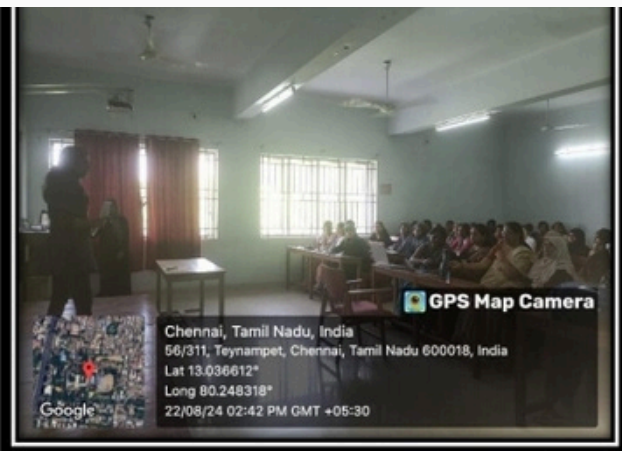 GPS Map Camera
Chennai, Tamil Nadu, India
56/311, Teynampet, Chennai, Tamil Nadu 600018, India
Lat 13.036612°
Long 80.248318°
22/08/24 02:42 PM GMT +05:30
Google